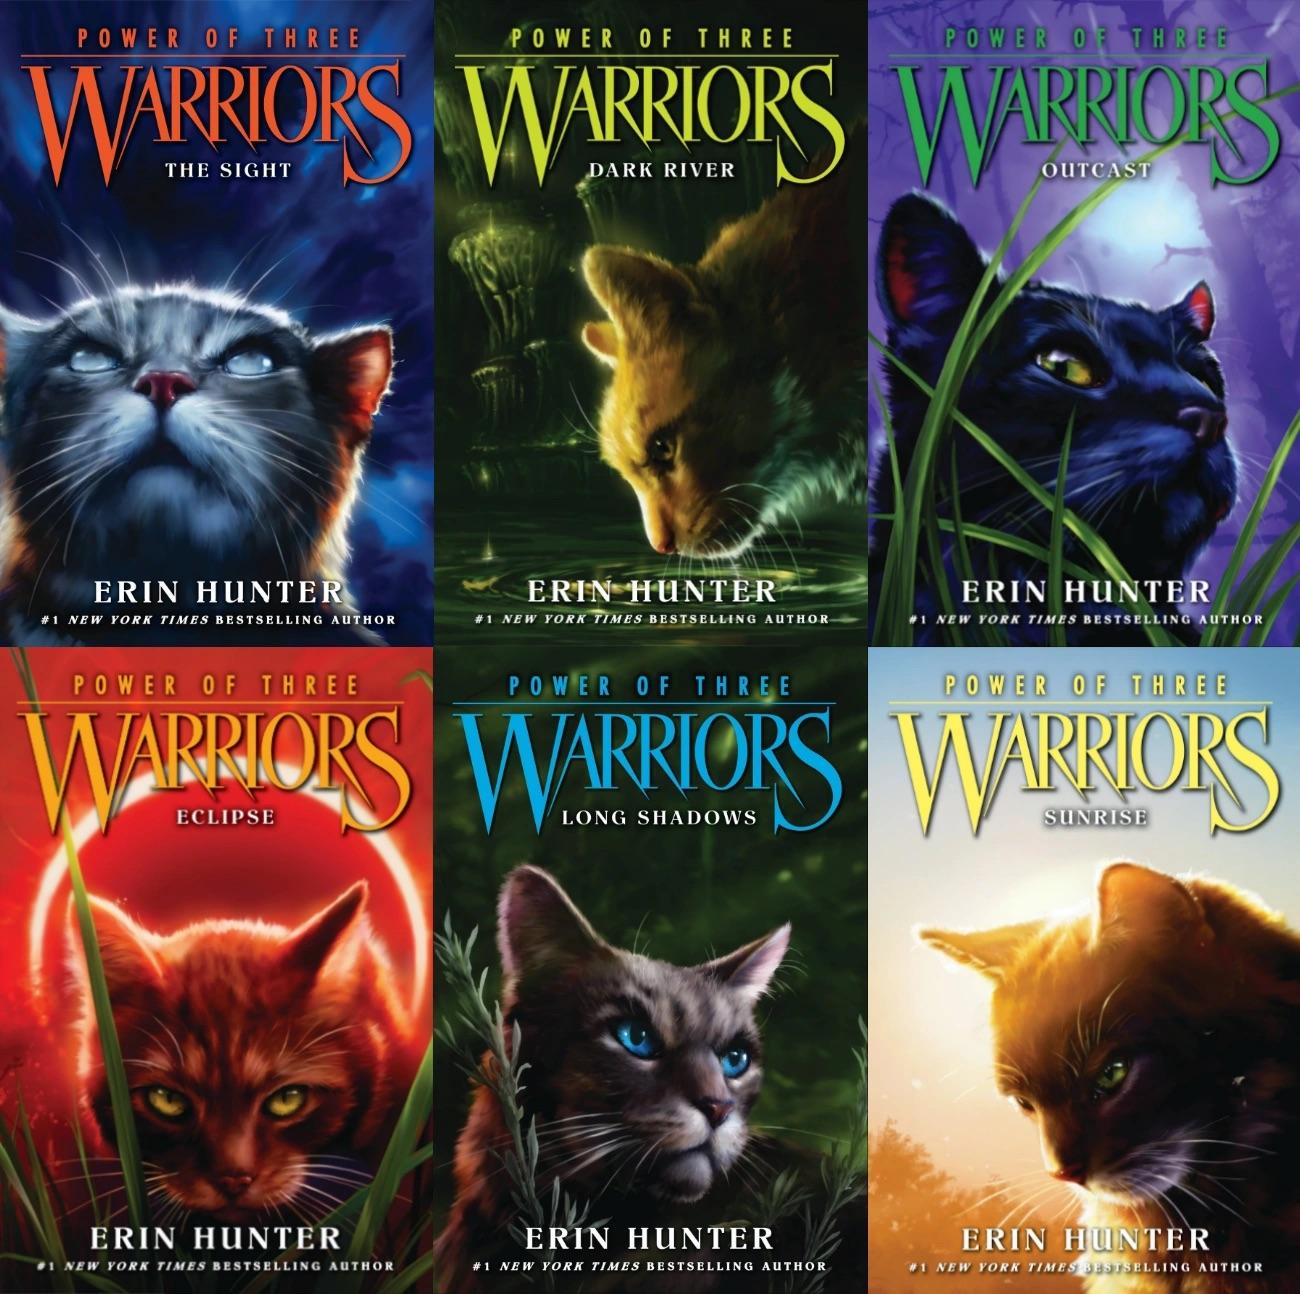 POWER OF THREE
WARRIORS
THE SIGHT
ERIN HUNTER
#1 NEW YORK TIMES BESTSELLING AUTHOR
POWER OF THREE
WARRIORS
DARK RIVER
ERIN HUNTER
#1 NEW YORK TIMES BESTSELLING AUTHOR
POWER OF THREE
WARRIORS
OUTCAST
ERIN HUNTER
#1 NEW YORK TIMES BESTSELLING AUTHOR
POWER OF THREE
WARRIORS
ECLIPSE
ERIN HUNTER
#1 NEW YORK TIMES BESTSELLING AUTHOR
POWER OF THREE
WARRIORS
LONG SHADOWS
ERIN HUNTER
#1 NEW YORK TIMES BESTSELLING AUTHOR
POWER OF THREE
WARRIORS
SUNRISE
ERIN HUNTER
#1 NEW YORK TIMES BESTSELLING AUTHOR